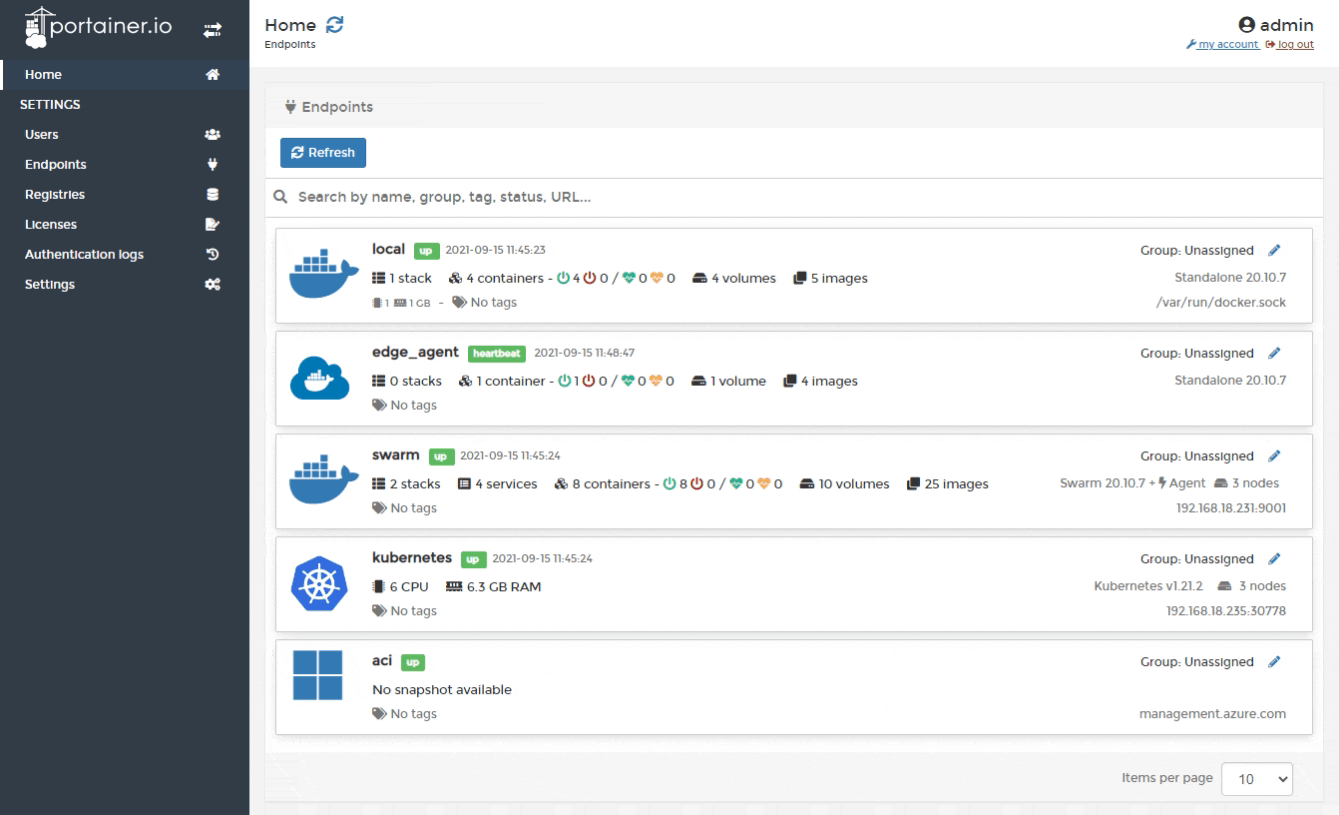 portainer.io
Home
SETTINGS
Users
Endpoints
Registries
Licenses
Authentication logs
Settings
Home
Endpoints
admin
my account log out
Endpoints
Refresh
Search by name, group, tag, status, URL...
local up 2021-09-15 11:45:23 Group: Unassigned
1 stack 4 containers - 4 0 / 0 0 4 volumes 5 images Standalone 20.10.7
1 1 GB - No tags /var/run/docker.sock
edge_agent heartbeat 2021-09-15 11:48:47 Group: Unassigned
0 stacks 1 container - 1 0 / 0 0 1 volume 4 images Standalone 20.10.7
No tags
swarm up 2021-09-15 11:45:24 Group: Unassigned
2 stacks 4 services 8 containers - 8 0 / 0 0 10 volumes 25 images Swarm 20.10.7 + Agent 3 nodes
No tags 192.168.18.231:9001
kubernetes up 2021-09-15 11:45:24 Group: Unassigned
6 CPU 6.3 GB RAM Kubernetes v1.21.2 3 nodes
No tags 192.168.18.235:30778
aci up Group: Unassigned
No snapshot available
No tags management.azure.com
Items per page 10